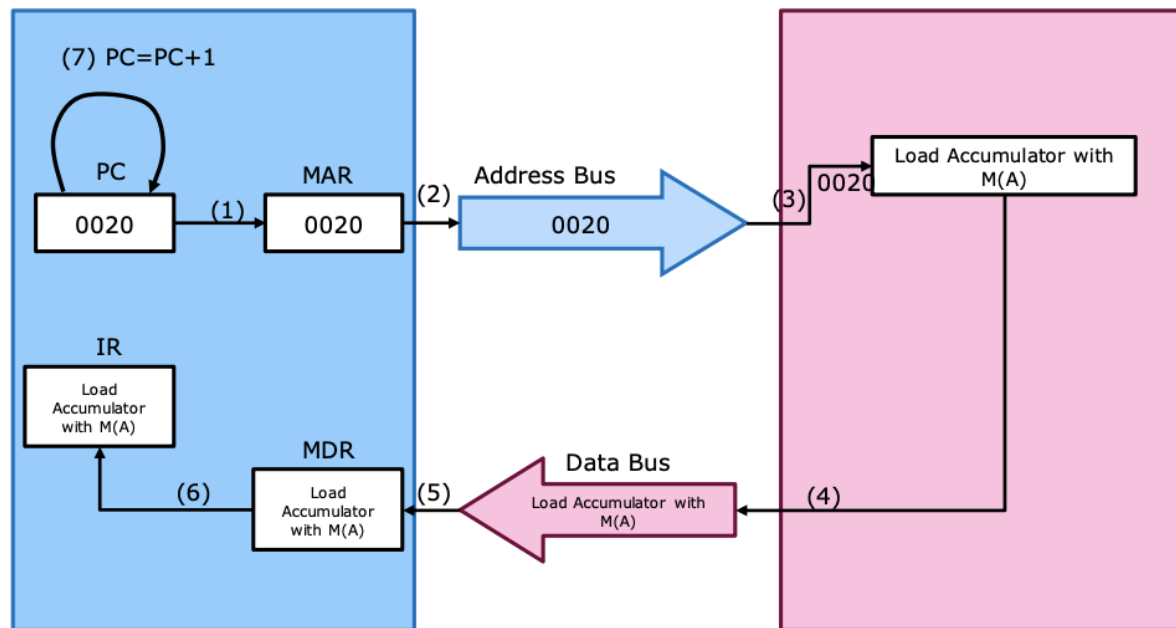 (7) PC=PC+1
PC
0020
(1)
MAR
0020
(2)
Address Bus
0020
(3)
0020
Load Accumulator with
M(A)
IR
Load
Accumulator
with M(A)
(6)
MDR
Load
Accumulator
with M(A)
(5)
Data Bus
Load Accumulator with
M(A)
(4)